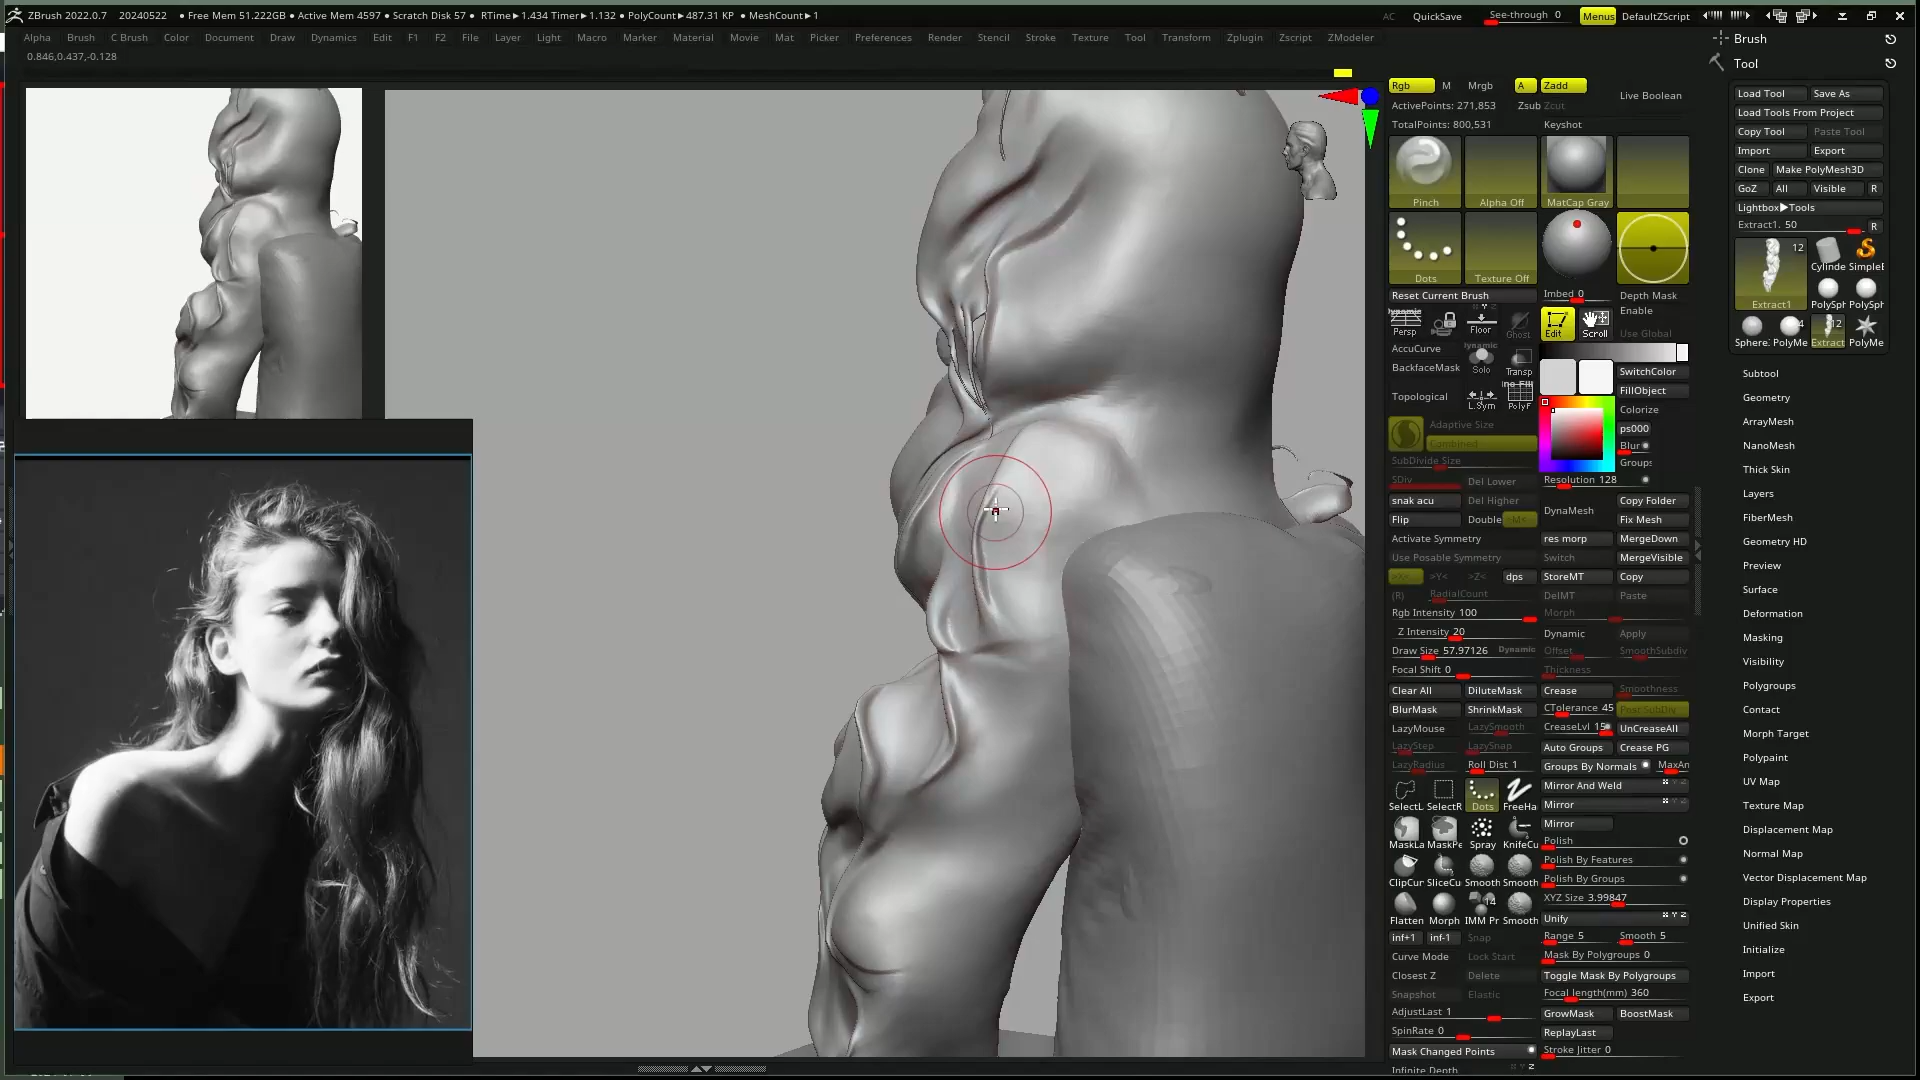 ZBrush 2022.0.7 20240522 ● Free Mem 51.222GB ● Active Mem 4597 ● Scratch Disk 57 ● RTime►1.434 Timer►1.132 ● PolyCount►487.31 KP ● MeshCount►1 AC QuickSave See-through 0 Menus DefaultZScript
Alpha Brush C Brush Color Document Draw Dynamics Edit F1 F2 File Layer Light Macro Marker Material Movie Mat Picker Preferences Render Stencil Stroke Texture Tool Transform Zplugin Zscript ZModeler
0.846,0.437,-0.128
Brush
Tool
Rgb M Mrgb A Zadd Live Boolean
ActivePoints: 271,853 Zsub Zcut
TotalPoints: 800,531 Keyshot
Pinch Alpha Off MatCap Gray
Dots Texture Off
Reset Current Brush Imbed 0 Depth Mask
Enable
Dynamic
Persp Floor Ghost Edit Scroll Use Global
AccuCurve Dynamic
BackfaceMask Solo Transp SwitchColor
Topological L.Sym PolyF FillObject
Adaptive Size Colorize
Combined ps000
SubDivide Size Blur
Groups
SDiv Del Lower Resolution 128
snak acu Del Higher Copy Folder
Flip Double DynaMesh Fix Mesh
Activate Symmetry res morp MergeDown
Use Posable Symmetry Switch MergeVisible
>X< >Y< >Z< dps StoreMT Copy
(R) RadialCount DelMT Paste
Rgb Intensity 100 Morph
Z Intensity 20 Dynamic Apply
Draw Size 57.97126 Dynamic Offset SmoothSubdiv
Focal Shift 0 Thickness
Clear All DiluteMask Crease Smoothness
BlurMask ShrinkMask CTolerance 45 Post SubDiv
LazyMouse LazySmooth CreaseLvl 15 UnCreaseAll
LazyStep LazySnap Auto Groups Crease PG
LazyRadius Roll Dist 1 Groups By Normals MaxAn
SelectL SelectR Dots FreeHa Mirror And Weld
Mirror
MaskLa MaskPe Spray KnifeCu Mirror
Polish
ClipCur SliceCu Smooth Smooth Polish By Features
Polish By Groups
Flatten Morph IMM Pr Smooth 14 XYZ Size 3.99847
Unify
inf+1 inf-1 Snap Range 5 Smooth 5
Curve Mode Lock Start Mask By Polygroups 0
Closest Z Delete Toggle Mask By Polygroups
Snapshot Elastic Focal length(mm) 360
AdjustLast 1 GrowMask BoostMask
SpinRate 0 ReplayLast
Mask Changed Points Stroke Jitter 0
Infinite Depth
Load Tool Save As
Load Tools From Project
Copy Tool Paste Tool
Import Export
Clone Make PolyMesh3D
GoZ All Visible R
Lightbox►Tools
Extract1. 50 R
12
Extract1 Cylinde SimpleE
PolySph PolySph
Sphere. PolyMe Extract PolyMe
Subtool
Geometry
ArrayMesh
NanoMesh
Thick Skin
Layers
FiberMesh
Geometry HD
Preview
Surface
Deformation
Masking
Visibility
Polygroups
Contact
Morph Target
Polypaint
UV Map
Texture Map
Displacement Map
Normal Map
Vector Displacement Map
Display Properties
Unified Skin
Initialize
Import
Export